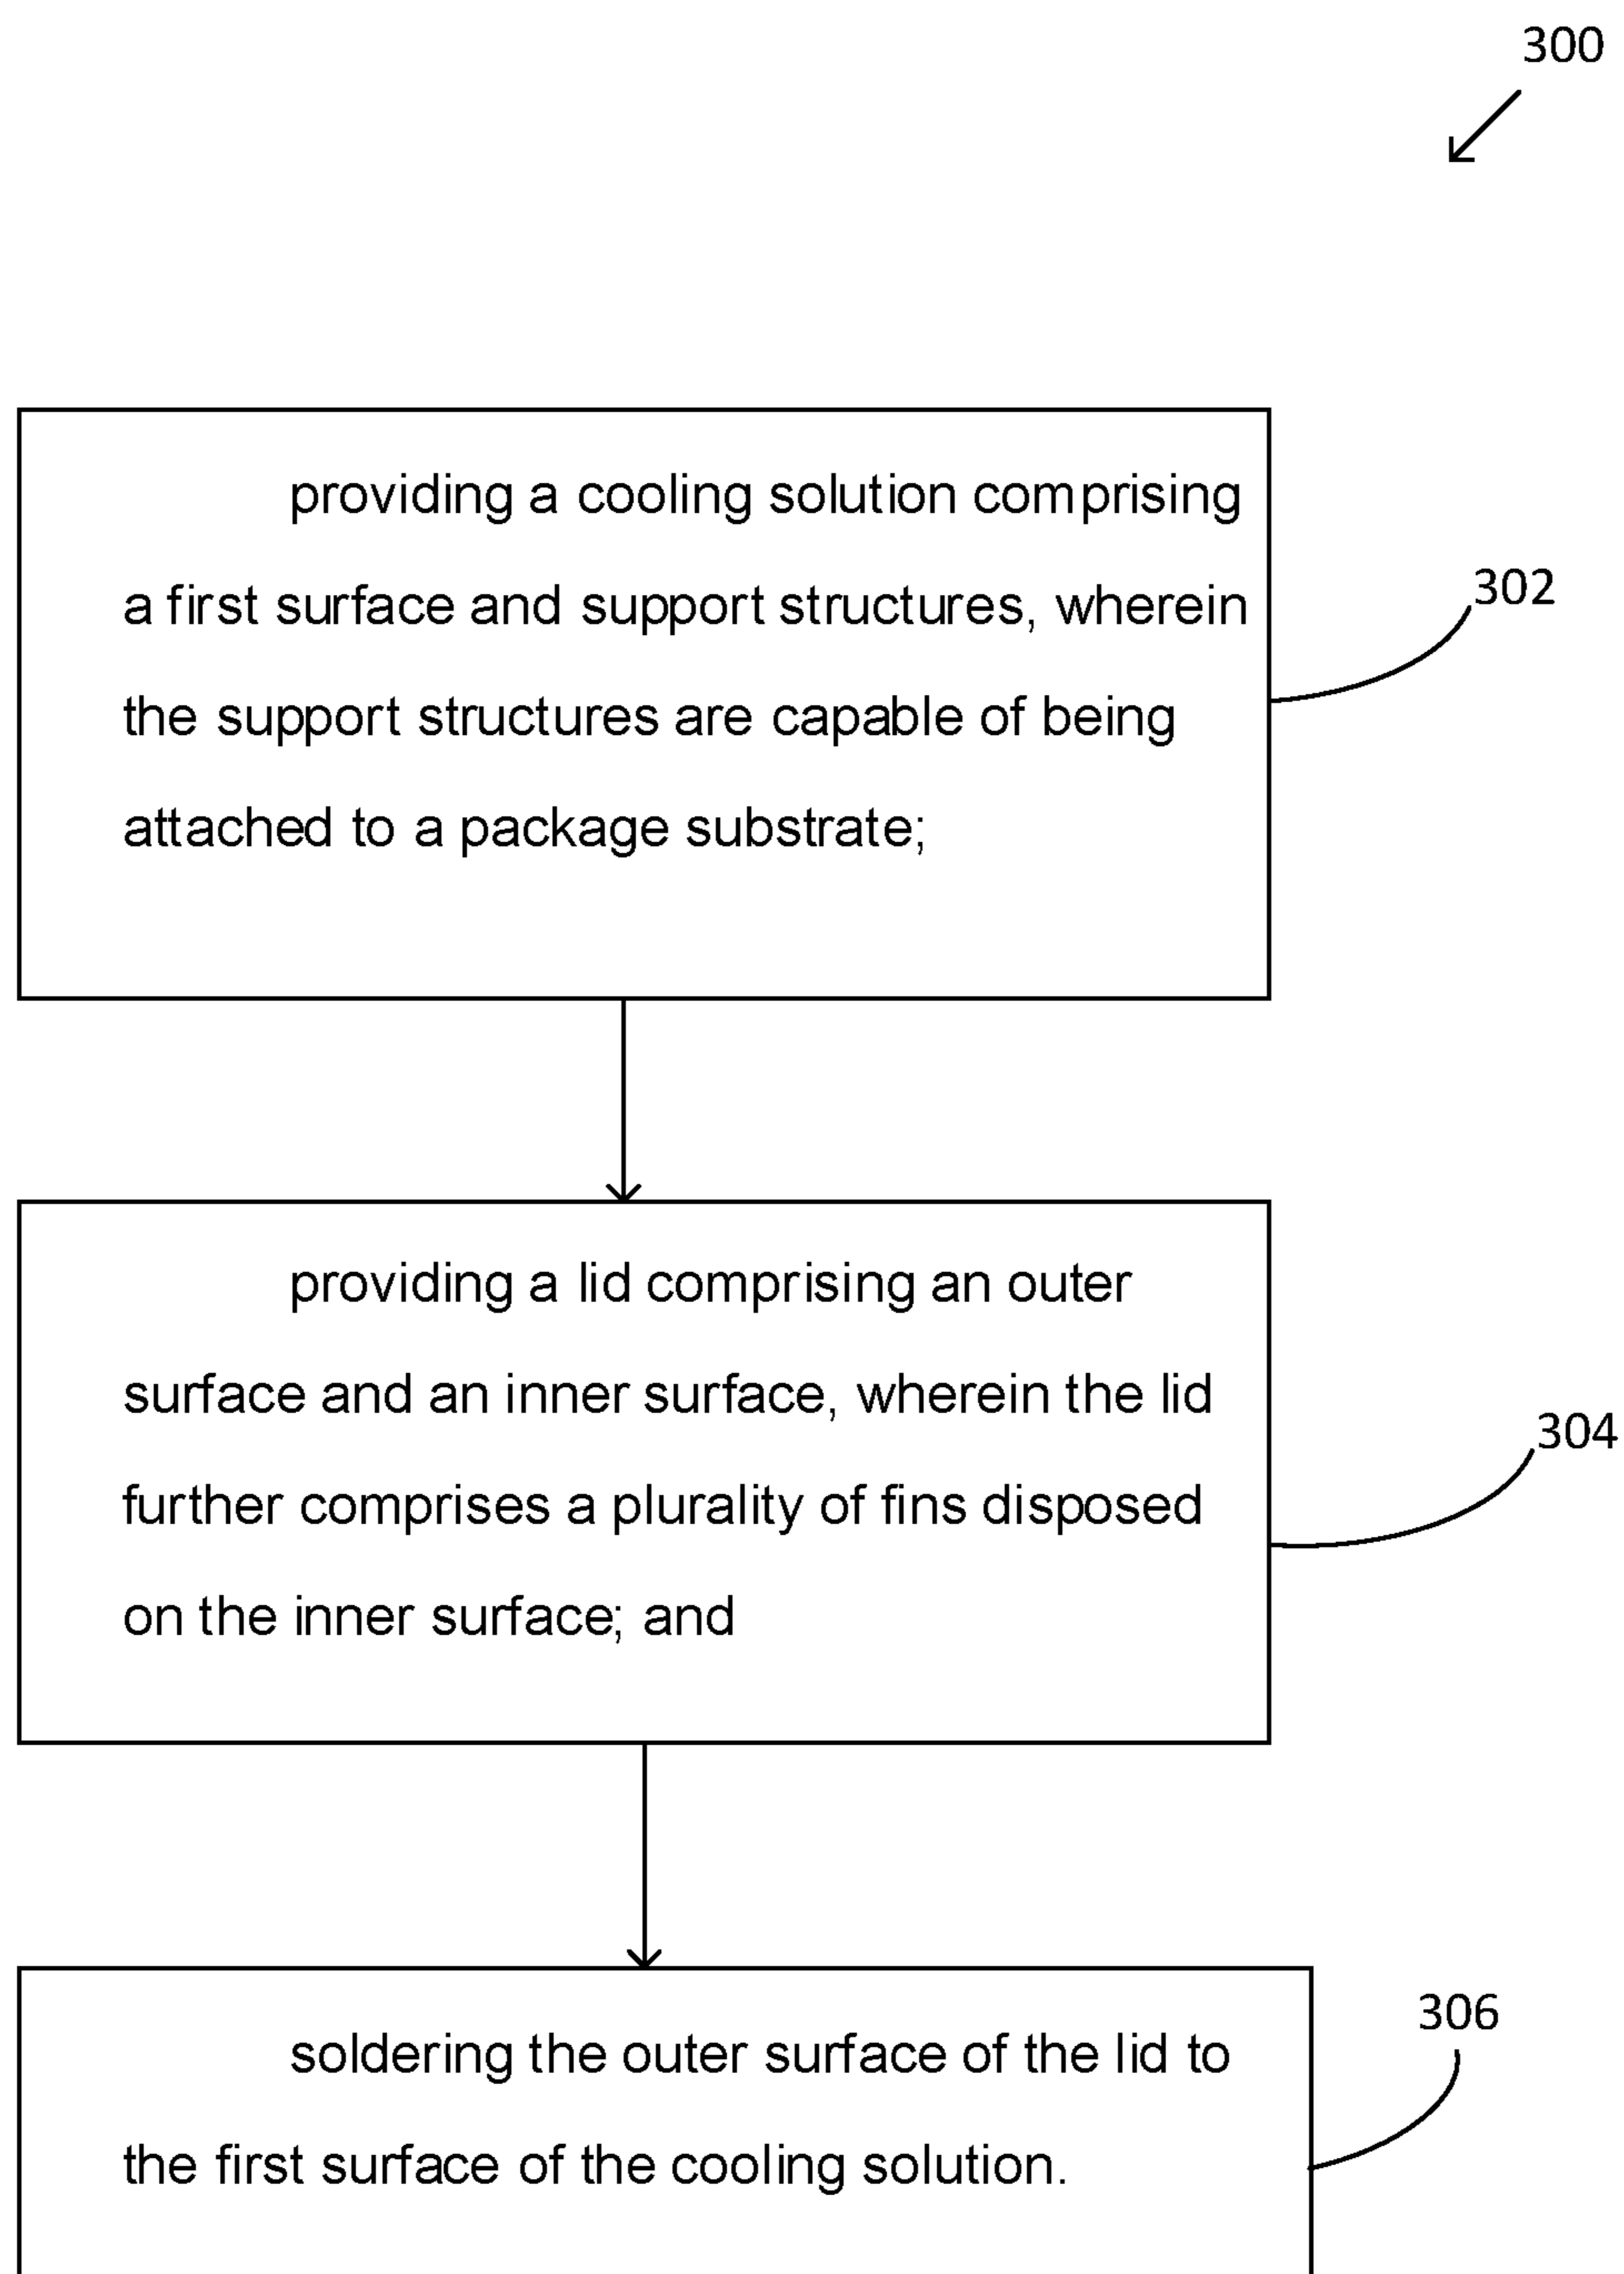 300
providing a cooling solution comprising
a first surface and support structures, wherein
the support structures are capable of being
attached to a package substrate;
302
providing a lid comprising an outer
surface and an inner surface, wherein the lid
further comprises a plurality of fins disposed
on the inner surface; and
304
soldering the outer surface of the lid to
the first surface of the cooling solution.
306